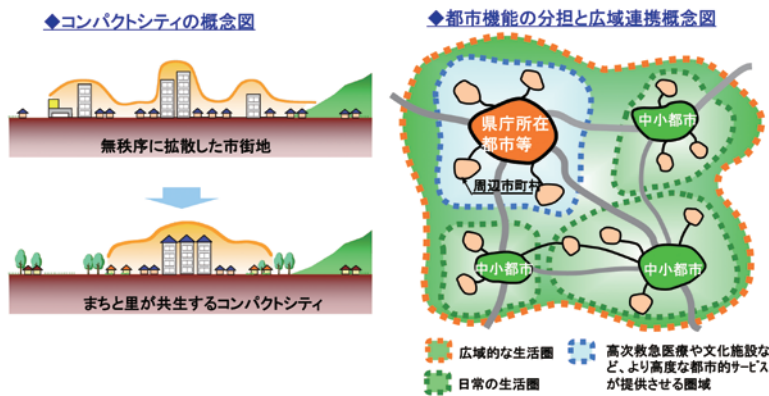 ◆コンパクトシティの概念図
無秩序に拡散した市街地
まちと里が共生するコンパクトシティ
◆都市機能の分担と広域連携概念図
県庁所在
都市等
中小都市
周辺市町村
中小都市
中小都市
広域的な生活圏
日常の生活圏
高次救急医療や文化施設な
ど、より高度な都市的サービス
が提供させる圏域